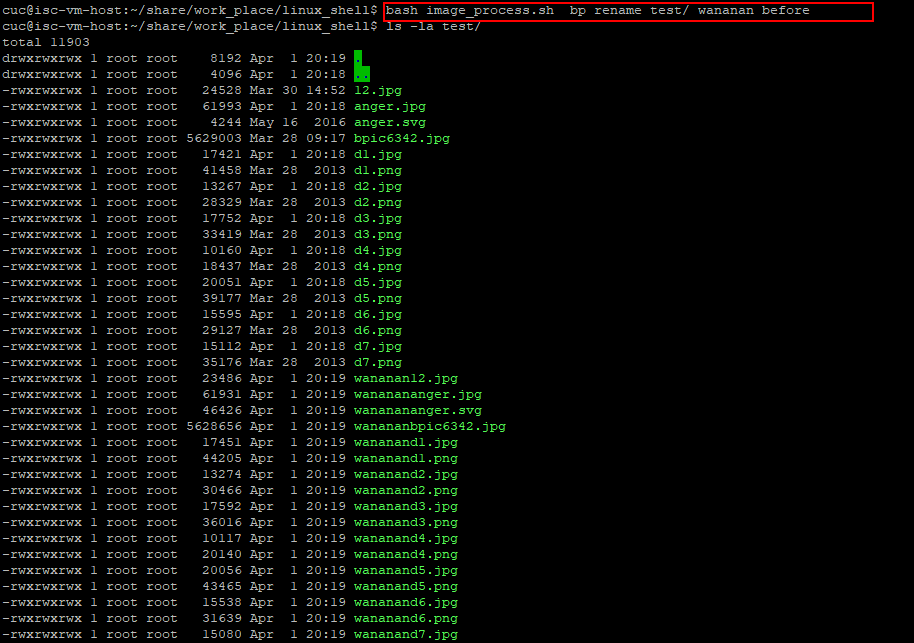 cuc@isc-vm-host:~/share/work_place/linux_shell$ bash image_process.sh  bp rename test/ wananan before
cuc@isc-vm-host:~/share/work_place/linux_shell$ ls -la test/
total 11903
drwxrwxrwx 1 root root    8192 Apr  1 20:19 .
drwxrwxrwx 1 root root    4096 Apr  1 20:18 ..
-rwxrwxrwx 1 root root   24528 Mar 30 14:52 12.jpg
-rwxrwxrwx 1 root root   61993 Apr  1 20:18 anger.jpg
-rwxrwxrwx 1 root root    4244 May 16  2016 anger.svg
-rwxrwxrwx 1 root root 5629003 Mar 28 09:17 bpic6342.jpg
-rwxrwxrwx 1 root root   17421 Apr  1 20:18 d1.jpg
-rwxrwxrwx 1 root root   41458 Mar 28  2013 d1.png
-rwxrwxrwx 1 root root   13267 Apr  1 20:18 d2.jpg
-rwxrwxrwx 1 root root   28329 Mar 28  2013 d2.png
-rwxrwxrwx 1 root root   17752 Apr  1 20:18 d3.jpg
-rwxrwxrwx 1 root root   33419 Mar 28  2013 d3.png
-rwxrwxrwx 1 root root   10160 Apr  1 20:18 d4.jpg
-rwxrwxrwx 1 root root   18437 Mar 28  2013 d4.png
-rwxrwxrwx 1 root root   20051 Apr  1 20:18 d5.jpg
-rwxrwxrwx 1 root root   39177 Mar 28  2013 d5.png
-rwxrwxrwx 1 root root   15595 Apr  1 20:18 d6.jpg
-rwxrwxrwx 1 root root   29127 Mar 28  2013 d6.png
-rwxrwxrwx 1 root root   15112 Apr  1 20:18 d7.jpg
-rwxrwxrwx 1 root root   35176 Mar 28  2013 d7.png
-rwxrwxrwx 1 root root   23486 Apr  1 20:19 wananan12.jpg
-rwxrwxrwx 1 root root   61931 Apr  1 20:19 wananananger.jpg
-rwxrwxrwx 1 root root   46426 Apr  1 20:19 wananananger.svg
-rwxrwxrwx 1 root root 5628656 Apr  1 20:19 wanananbpic6342.jpg
-rwxrwxrwx 1 root root   17451 Apr  1 20:19 wananand1.jpg
-rwxrwxrwx 1 root root   44205 Apr  1 20:19 wananand1.png
-rwxrwxrwx 1 root root   13274 Apr  1 20:19 wananand2.jpg
-rwxrwxrwx 1 root root   30466 Apr  1 20:19 wananand2.png
-rwxrwxrwx 1 root root   17592 Apr  1 20:19 wananand3.jpg
-rwxrwxrwx 1 root root   36016 Apr  1 20:19 wananand3.png
-rwxrwxrwx 1 root root   10117 Apr  1 20:19 wananand4.jpg
-rwxrwxrwx 1 root root   20140 Apr  1 20:19 wananand4.png
-rwxrwxrwx 1 root root   20056 Apr  1 20:19 wananand5.jpg
-rwxrwxrwx 1 root root   43465 Apr  1 20:19 wananand5.png
-rwxrwxrwx 1 root root   15538 Apr  1 20:19 wananand6.jpg
-rwxrwxrwx 1 root root   31639 Apr  1 20:19 wananand6.png
-rwxrwxrwx 1 root root   15080 Apr  1 20:19 wananand7.jpg